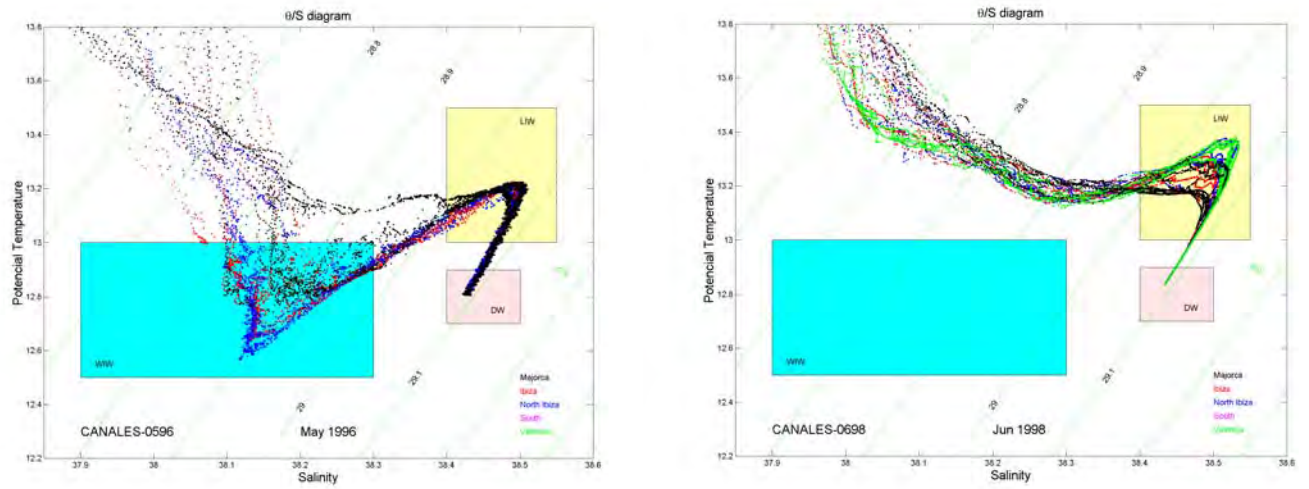 θ/S diagram
13.8
13.6
13.4
13.2
13
12.8
12.6
12.4
12.2
Potencial Temperature
28.8
28.9
29
29.1
LIW
DW
WIW
Majorca
Ibiza
North Ibiza
South
Valencia
CANALES-0596 May 1996
37.9 38 38.1 38.2 38.3 38.4 38.5 38.6
Salinity
θ/S diagram
13.8
13.6
13.4
13.2
13
12.8
12.6
12.4
12.2
Potencial Temperature
28.8
28.9
29
29.1
LIW
DW
WIW
Majorca
Ibiza
North Ibiza
South
Valencia
CANALES-0698 Jun 1998
37.9 38 38.1 38.2 38.3 38.4 38.5 38.6
Salinity